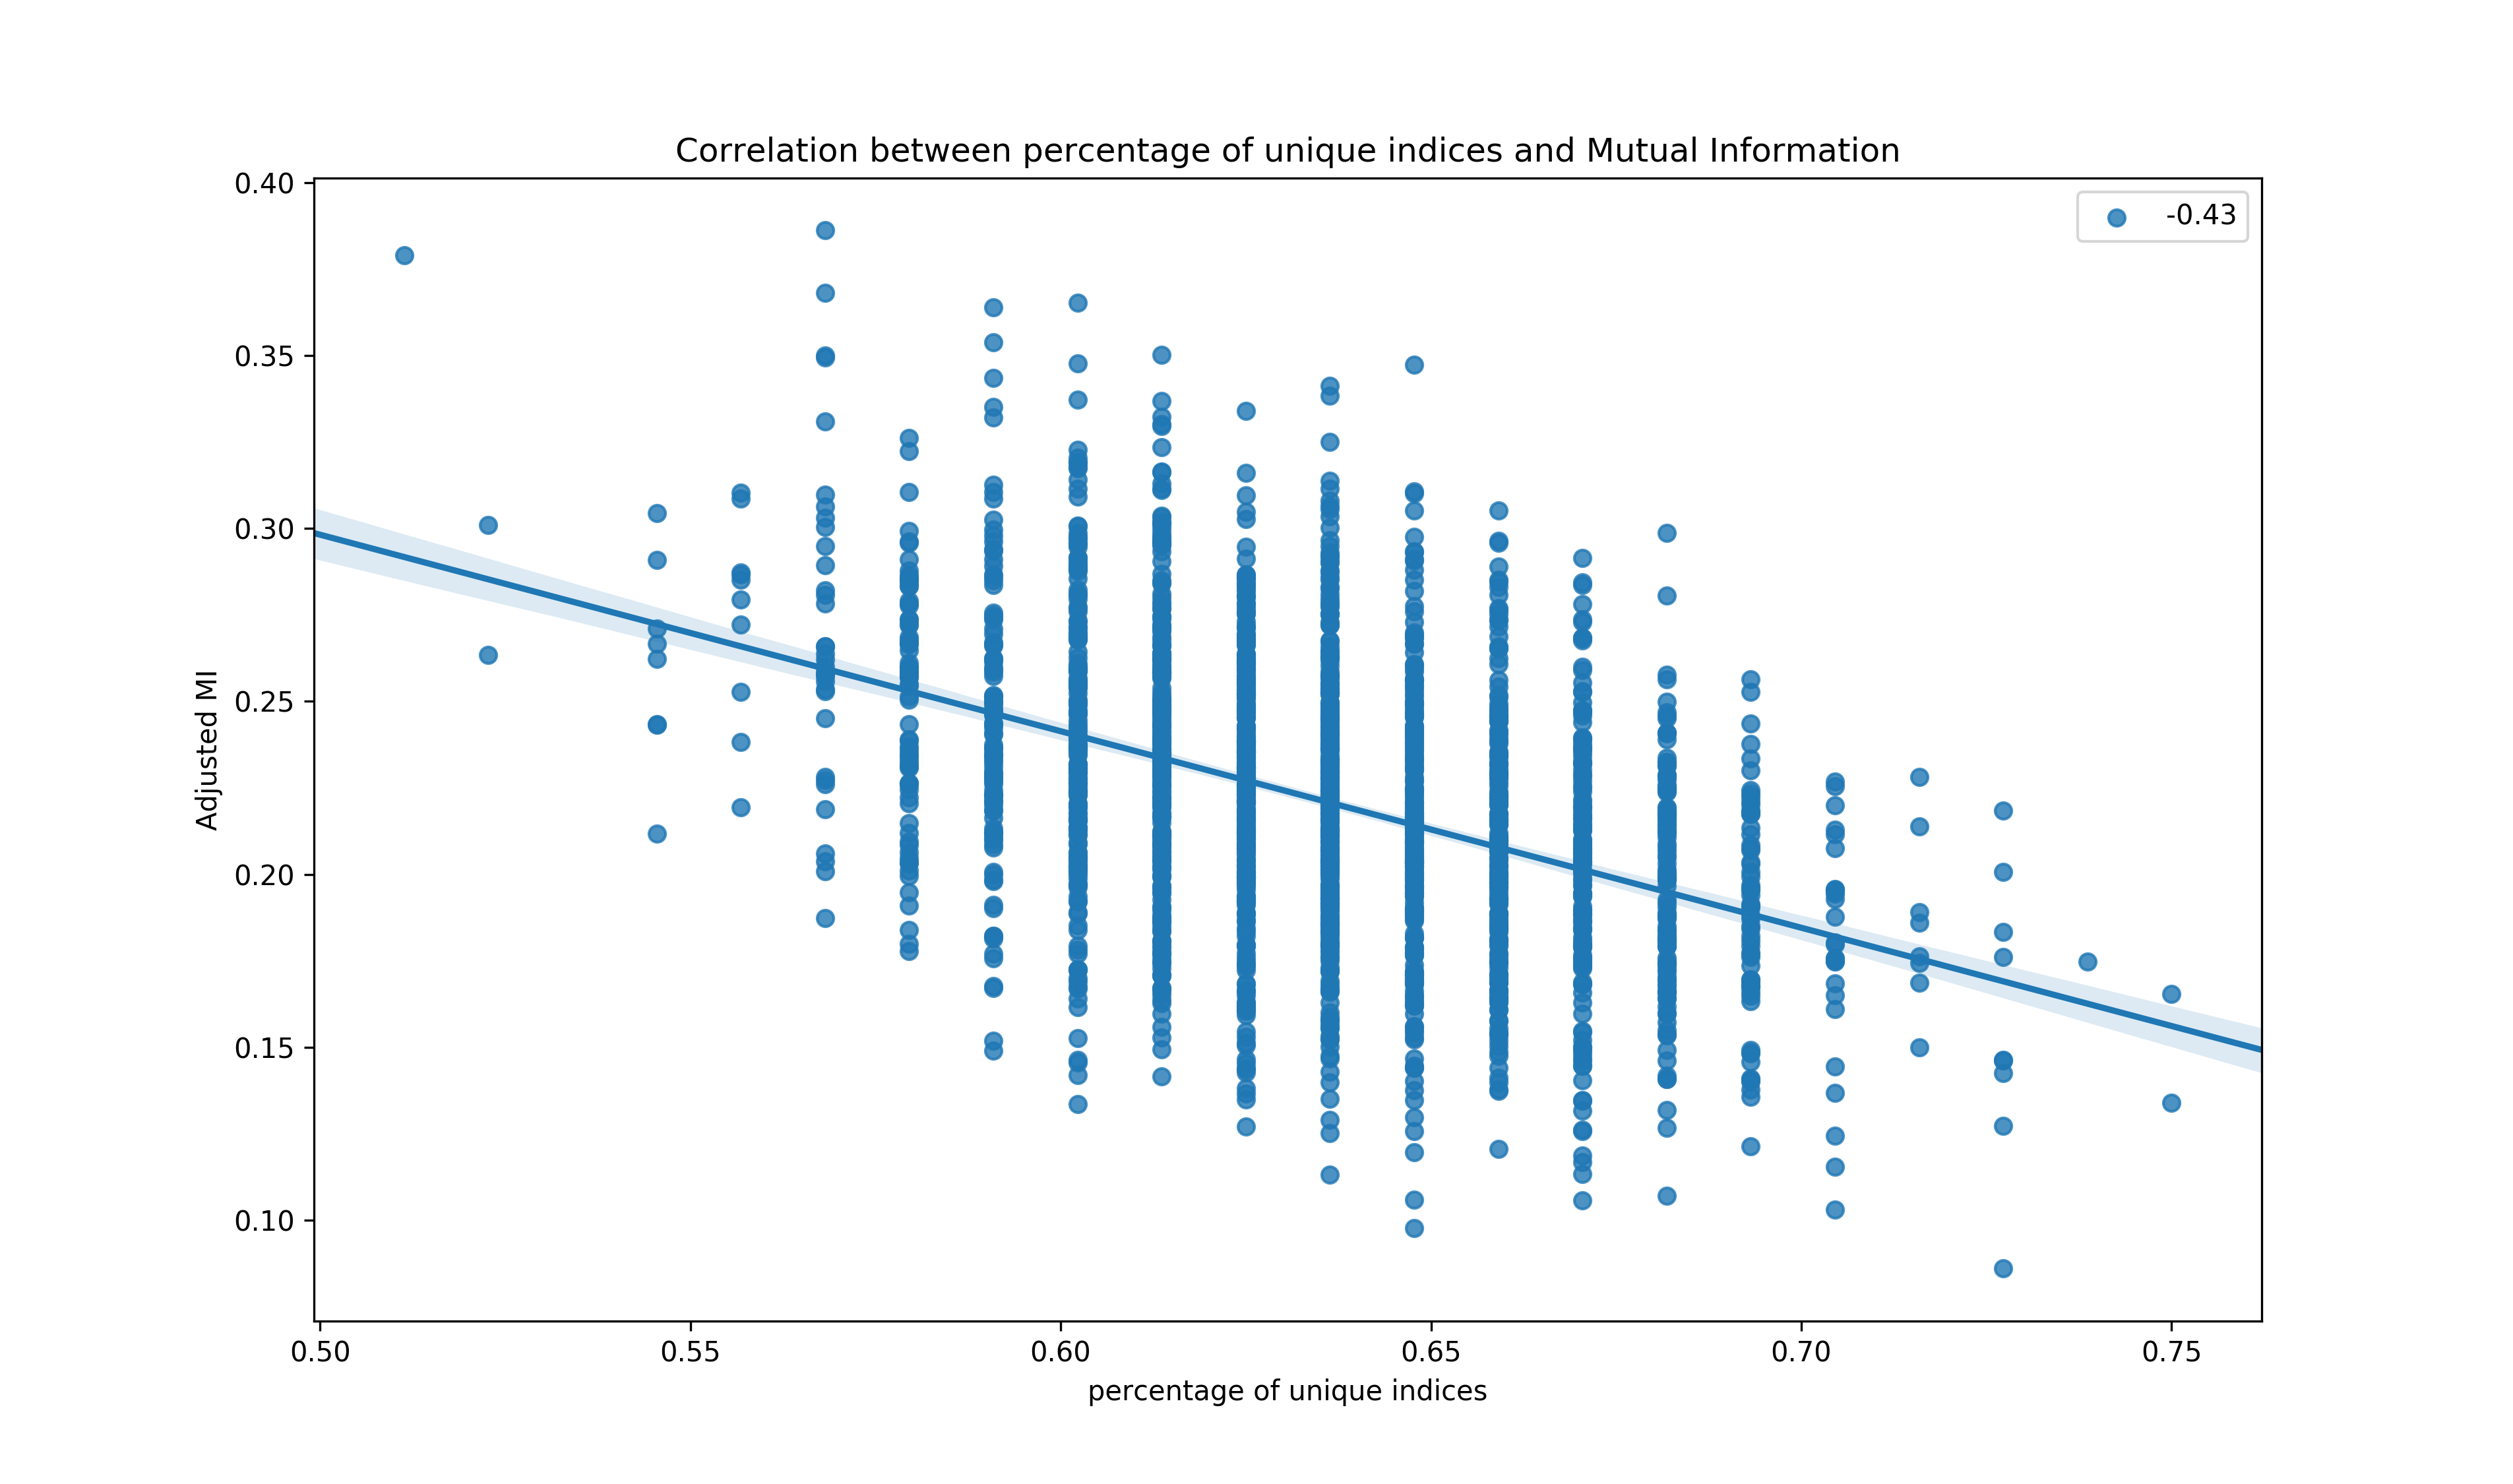 Correlation between percentage of unique indices and Mutual Information
-0.43
0.40
0.35
0.30
0.25
0.20
0.15
0.10
Adjusted MI
0.50 0.55 0.60 0.65 0.70 0.75
percentage of unique indices